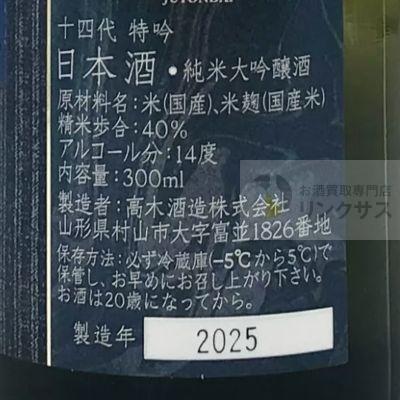 JUYONDAI
十四代 特吟
日本酒・純米大吟醸酒
原材料名：米(国産)、米麹(国産米)
精米歩合：40%
アルコール分：14度
内容量：300ml
お酒買取専門店
リンクサス
製造者：高木酒造株式会社
山形県村山市大字富並1826番地
保存方法：必ず冷蔵庫(-5℃から5℃)で
保管し、お早めにお召し上がり下さい。
お酒は20歳になってから。
製造年 2025